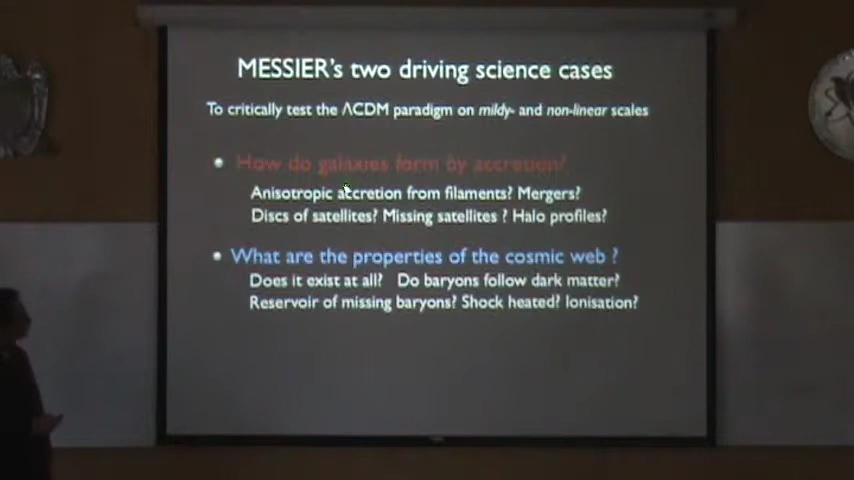 MESSIER's two driving science cases
To critically test the ΛCDM paradigm on mildy- and non-linear scales
• How do galaxies form by accretion?
Anisotropic accretion from filaments? Mergers?
Discs of satellites? Missing satellites ? Halo profiles?
• What are the properties of the cosmic web ?
Does it exist at all? Do baryons follow dark matter?
Reservoir of missing baryons? Shock heated? Ionisation?